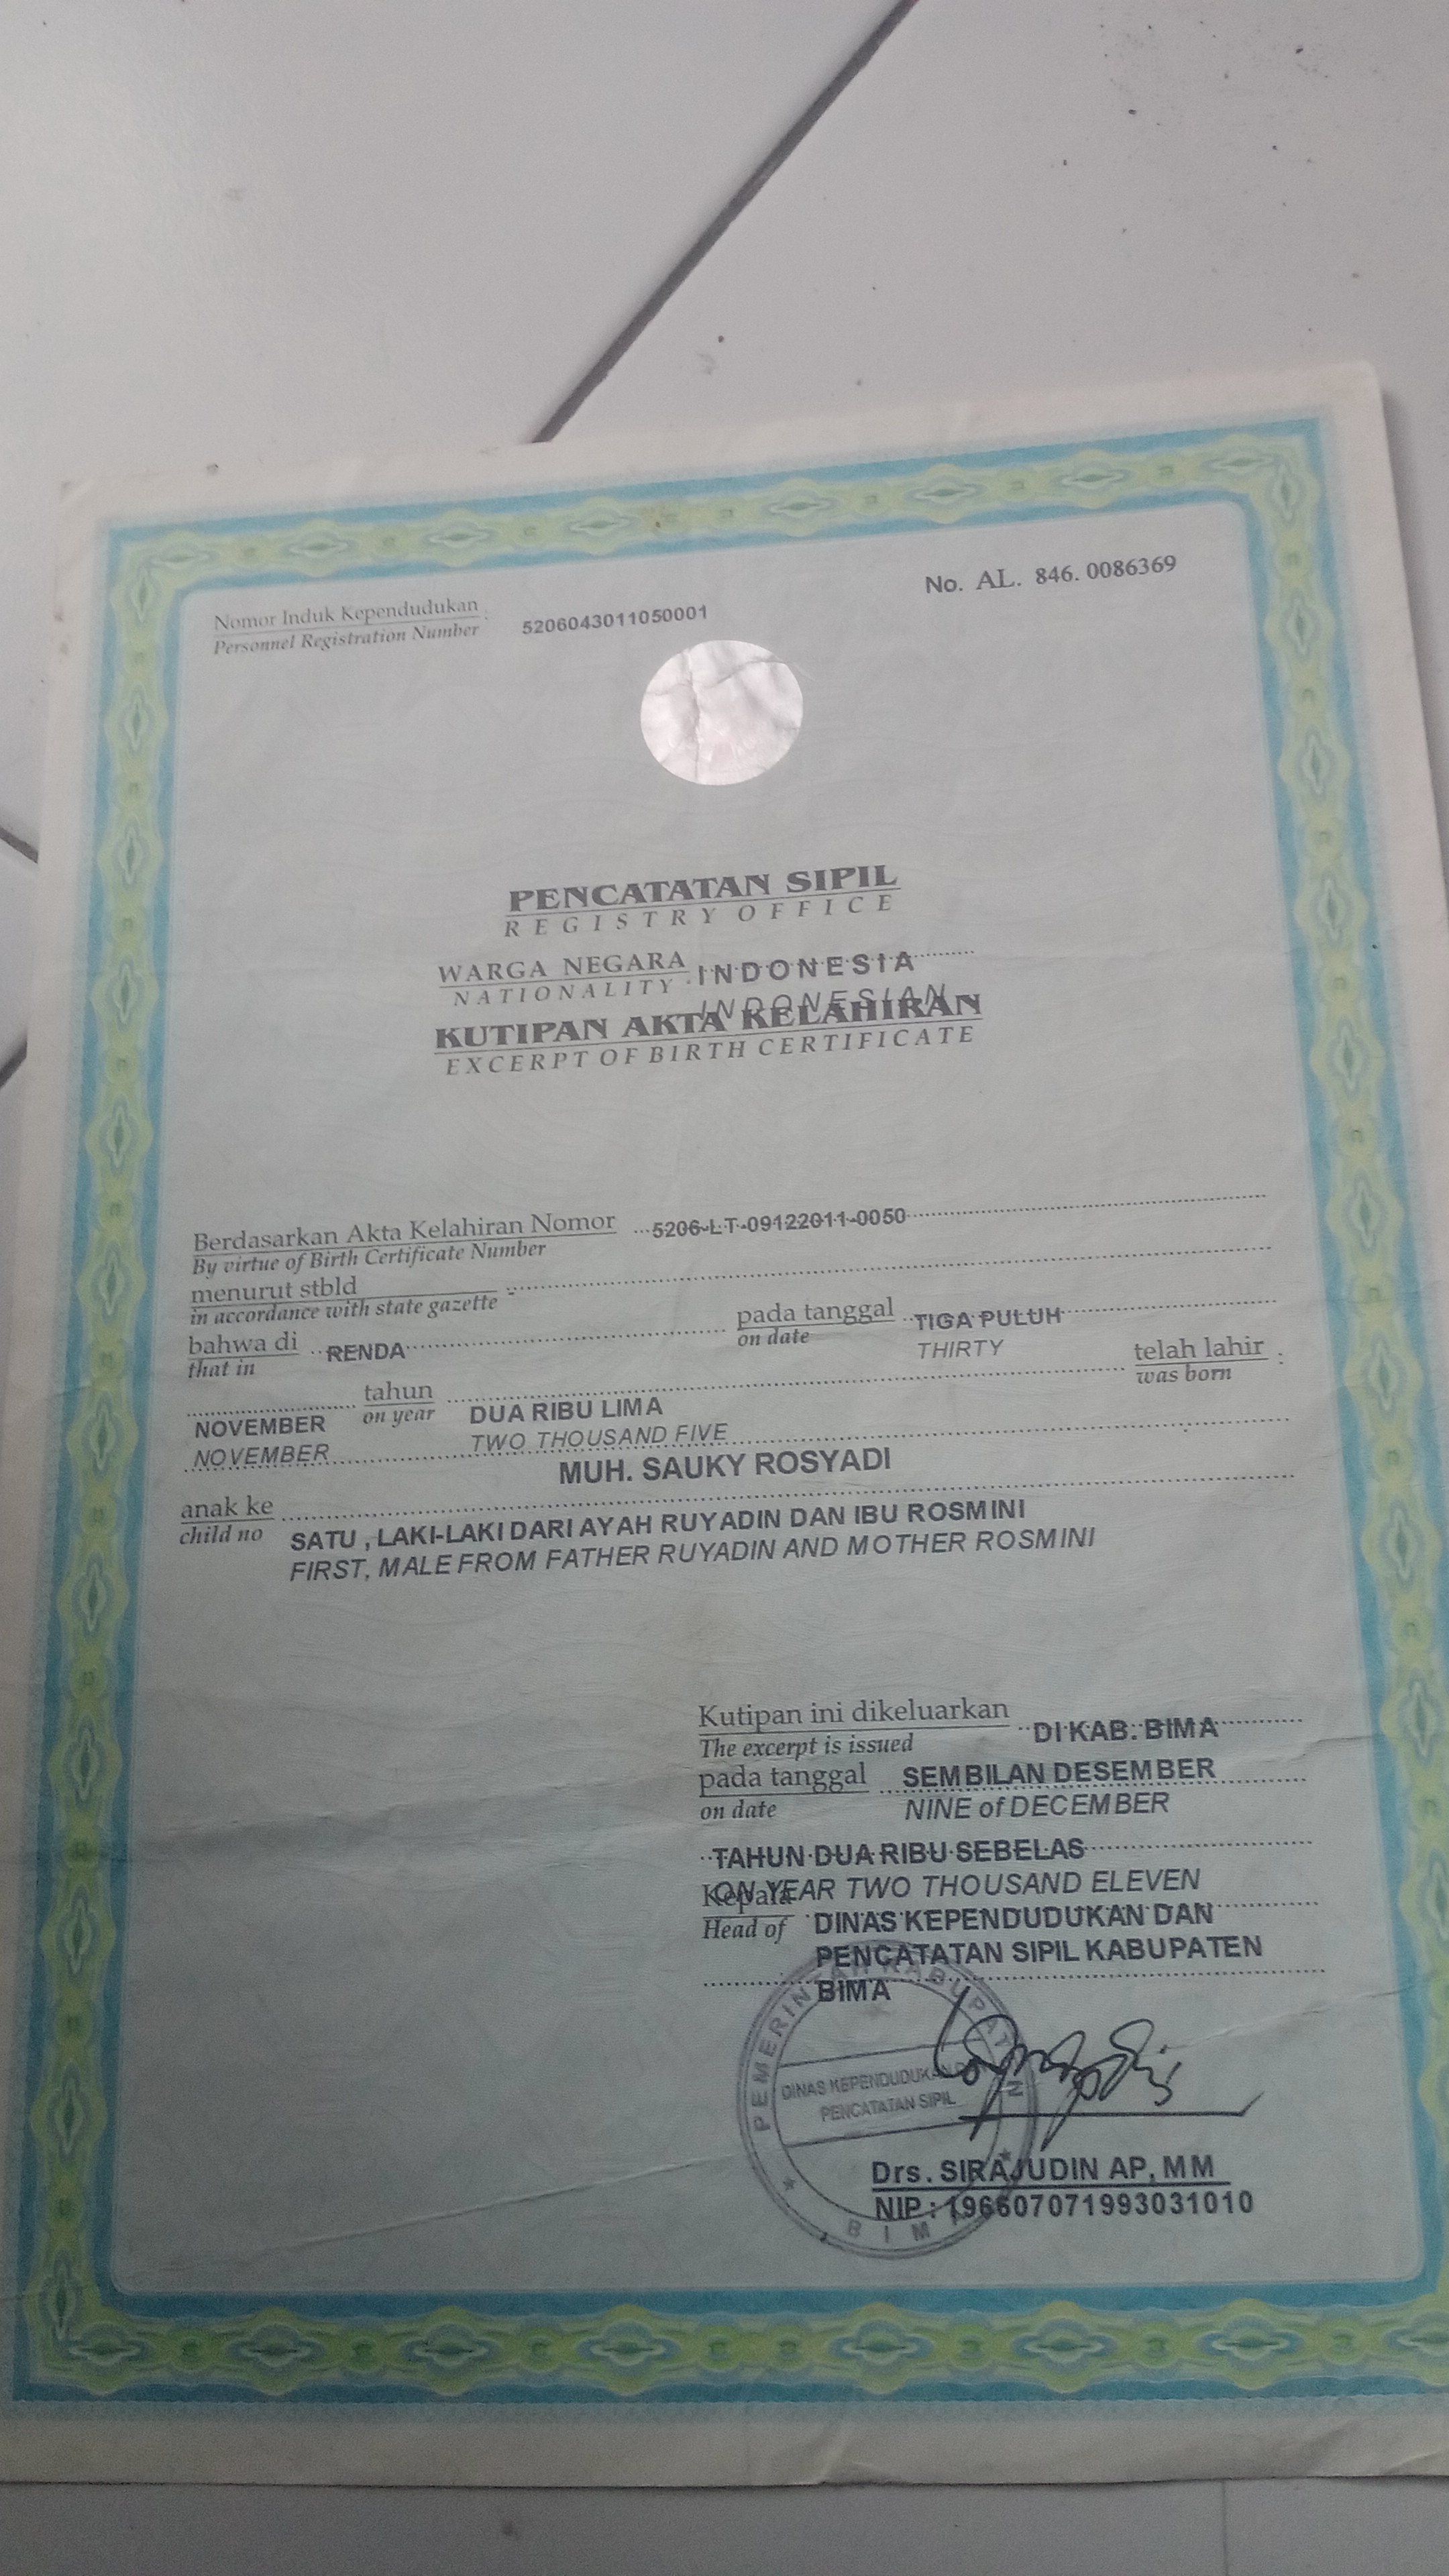 No. AL. 846. 0086369
Nomor Induk Kependudukan : 5206043011050001
Personnel Registration Number
PENCATATAN SIPIL
REGISTRY OFFICE
WARGA NEGARA INDONESIA
NATIONALITY INDONESIAN
KUTIPAN AKTA KELAHIRAN
EXCERPT OF BIRTH CERTIFICATE
Berdasarkan Akta Kelahiran Nomor 5206-LT-09122011-0050
By virtue of Birth Certificate Number
menurut stbld -
in accordance with state gazette
bahwa di RENDA pada tanggal TIGA PULUH
that in on date THIRTY
telah lahir :
was born
NOVEMBER tahun DUA RIBU LIMA
NOVEMBER on year TWO THOUSAND FIVE
MUH. SAUKY ROSYADI
anak ke SATU , LAKI-LAKI DARI AYAH RUYADIN DAN IBU ROSMINI
child no FIRST, MALE FROM FATHER RUYADIN AND MOTHER ROSMINI
Kutipan ini dikeluarkan DI KAB. BIMA
The excerpt is issued
pada tanggal SEMBILAN DESEMBER
on date NINE of DECEMBER
TAHUN DUA RIBU SEBELAS
ON YEAR TWO THOUSAND ELEVEN
Kepala DINAS KEPENDUDUKAN DAN
Head of PENCATATAN SIPIL KABUPATEN
BIMA
PEMERINTAH KABUPATEN
DINAS KEPENDUDUKAN DAN
PENCATATAN SIPIL
BIMA
Drs. SIRAJUDIN AP, MM
NIP : 196607071993031010